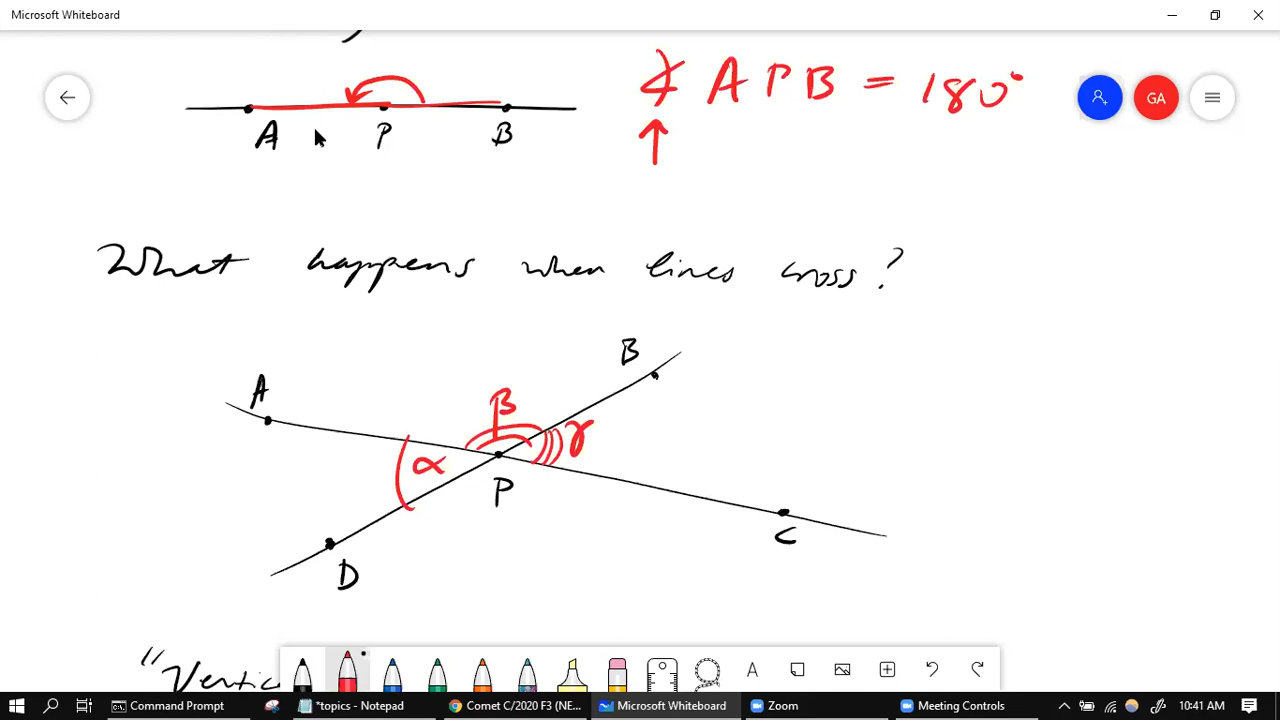 Microsoft Whiteboard
∢ APB = 180°
GA
A P B
What happens when lines cross?
B
A
β
γ
α
P
C
D
"Vertic
A
Command Prompt
*topics - Notepad
Comet C/2020 F3 (NE...
Microsoft Whiteboard
Zoom
Meeting Controls
10:41 AM